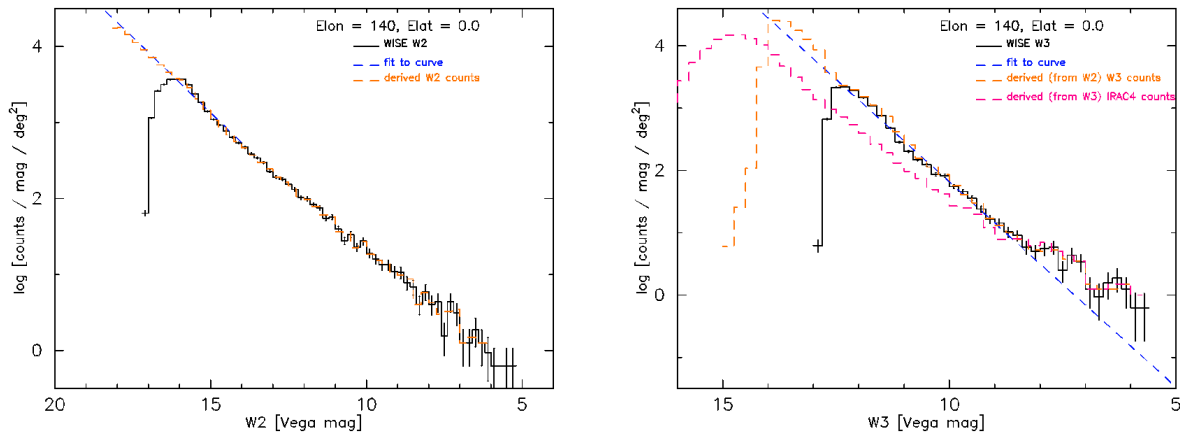 Elon = 140, Elat = 0.0
WISE W2
fit to curve
derived W2 counts
log [counts / mag / deg²]
4
2
0
20
15
10
5
W2 [Vega mag]
Elon = 140, Elat = 0.0
WISE W3
fit to curve
derived (from W2) W3 counts
derived (from W3) IRAC4 counts
log [counts / mag / deg²]
4
2
0
15
10
5
W3 [Vega mag]